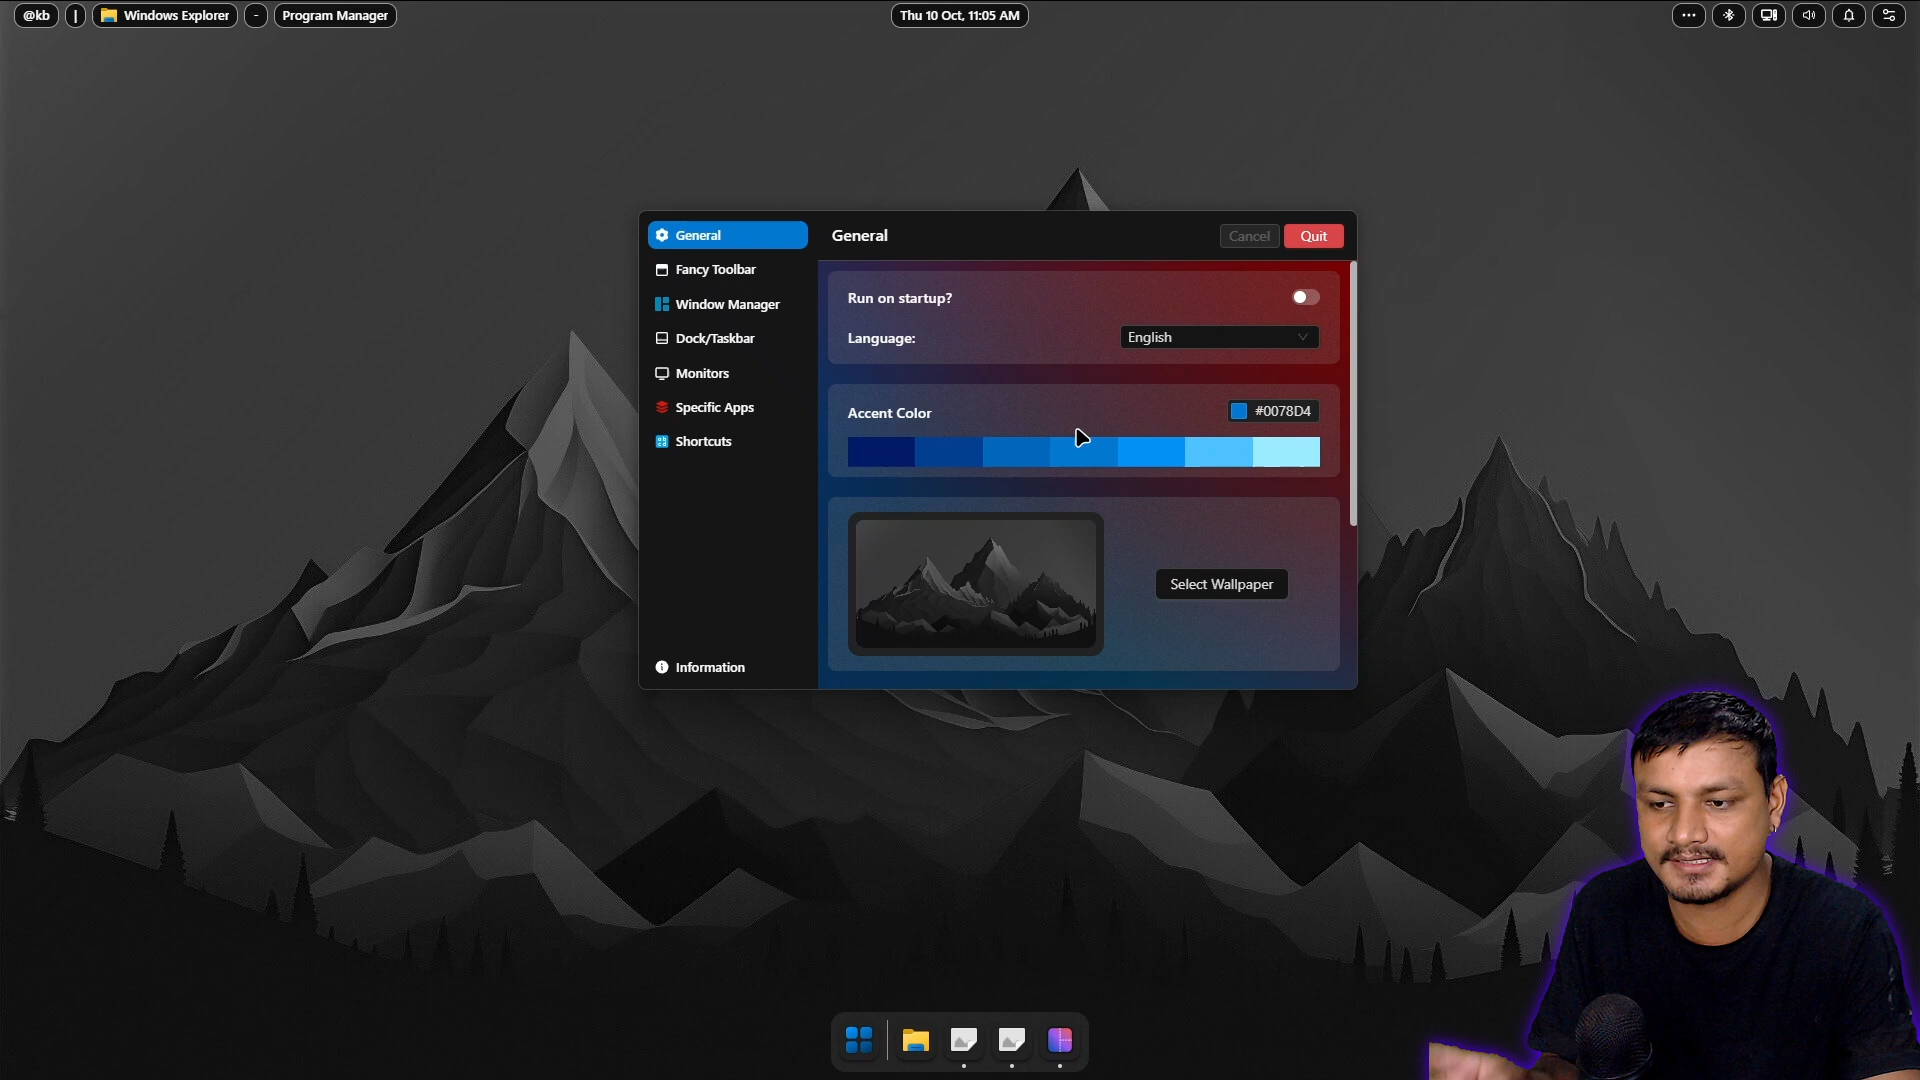 @kb | Windows Explorer - Program Manager Thu 10 Oct, 11:05 AM
General
Fancy Toolbar
Window Manager
Dock/Taskbar
Monitors
Specific Apps
Shortcuts
Information
General Cancel Quit
Run on startup?
Language: English
Accent Color #0078D4
Select Wallpaper